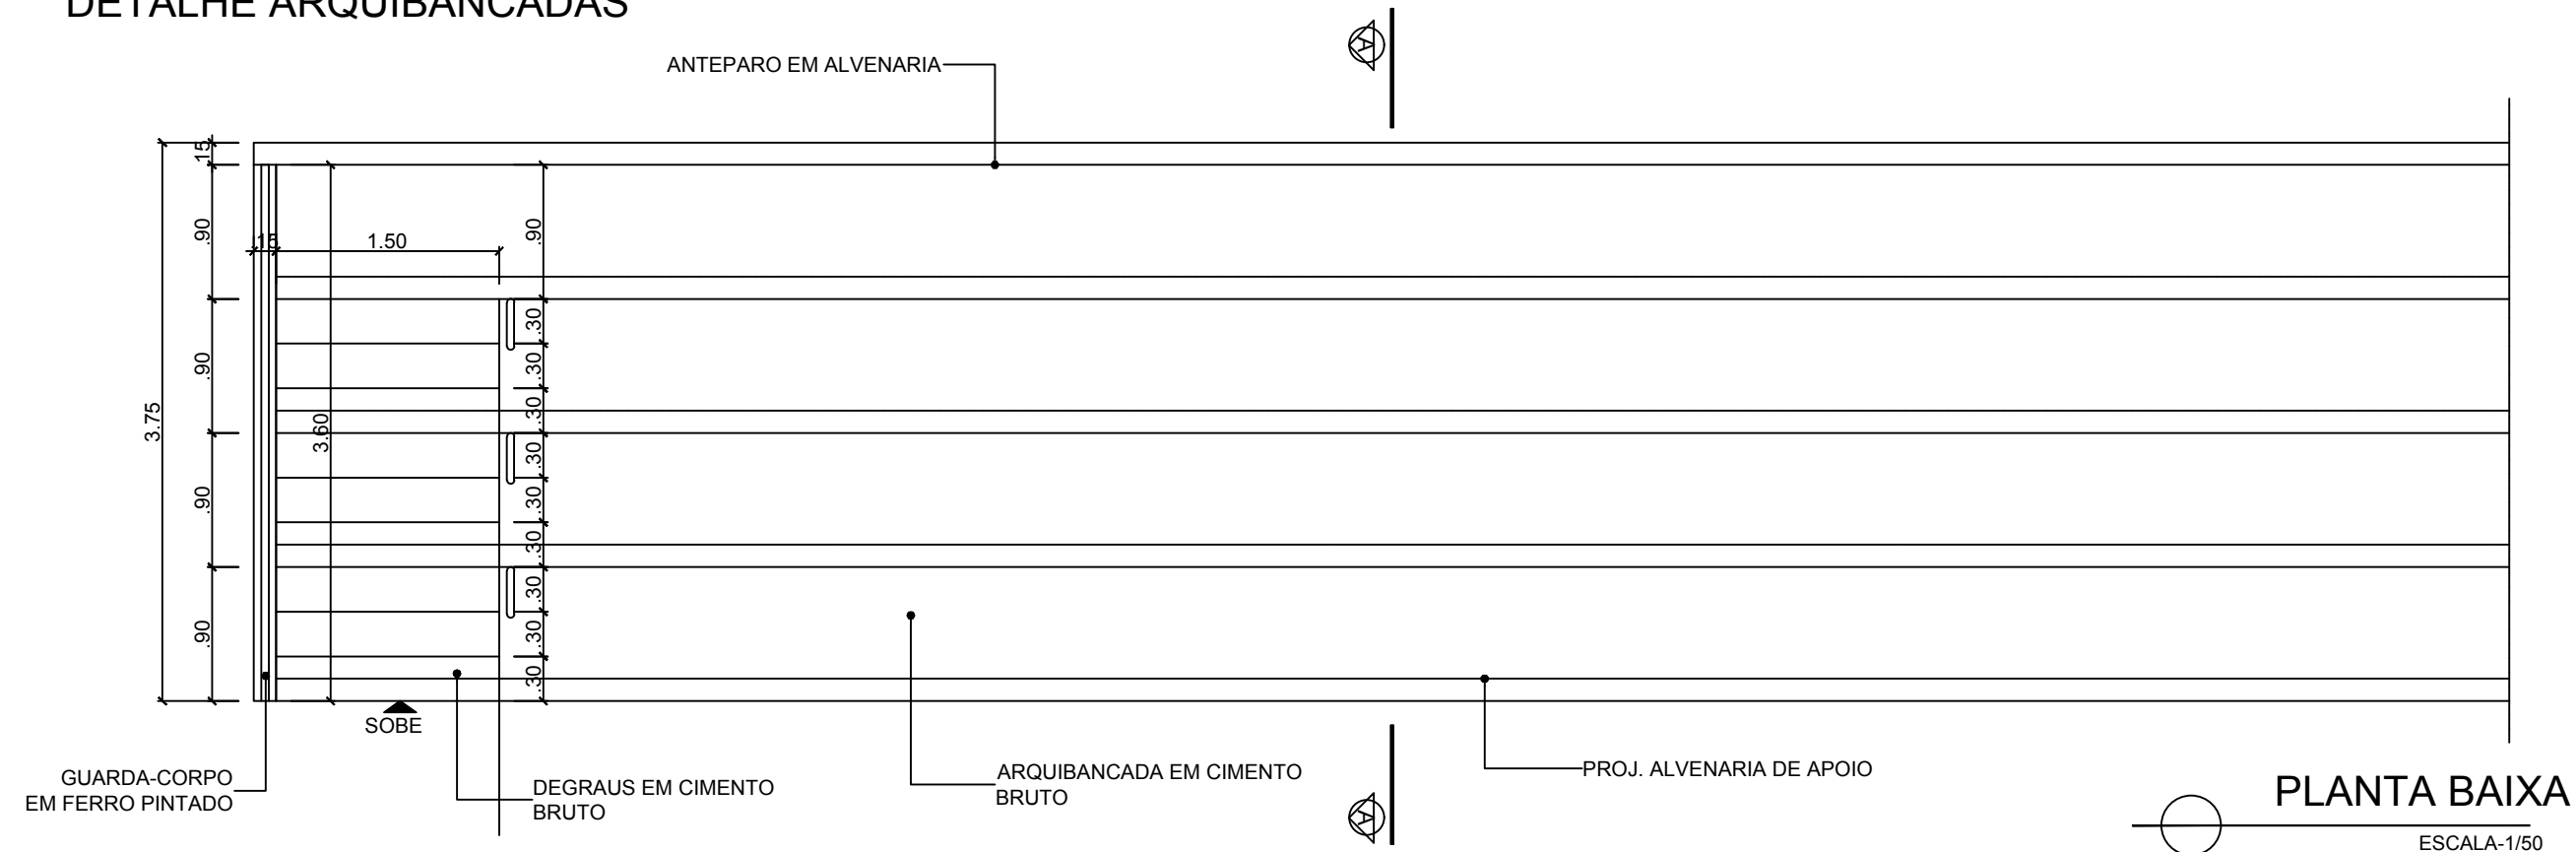 DETALHE ARQUIBANCADAS
A
ANTEPARO EM ALVENARIA
.15
.90
.90
.15
1.50
.30
.90
.30
3.75
3.60
.30
.30
.90
.30
.30
.30
.90
.30
.30
SOBE
GUARDA-CORPO
EM FERRO PINTADO
DEGRAUS EM CIMENTO
BRUTO
ARQUIBANCADA EM CIMENTO
BRUTO
PROJ. ALVENARIA DE APOIO
A
PLANTA BAIXA
ESCALA-1/50